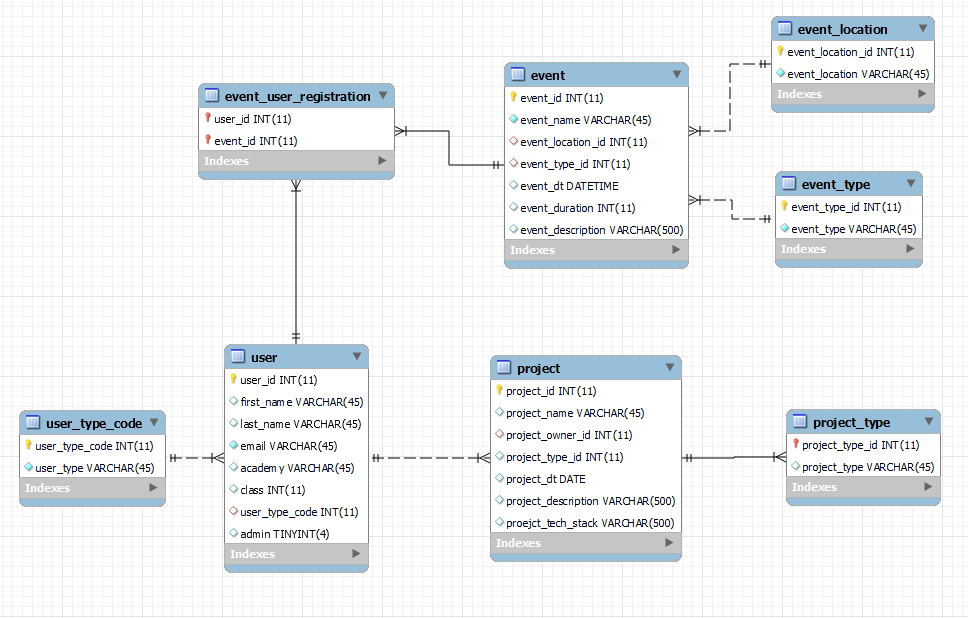 event_location
event_location_id INT(11)
event_location VARCHAR(45)
Indexes
event
event_id INT(11)
event_name VARCHAR(45)
event_location_id INT(11)
event_type_id INT(11)
event_dt DATETIME
event_duration INT(11)
event_description VARCHAR(500)
Indexes
event_user_registration
user_id INT(11)
event_id INT(11)
Indexes
event_type
event_type_id INT(11)
event_type VARCHAR(45)
Indexes
user
user_id INT(11)
first_name VARCHAR(45)
last_name VARCHAR(45)
email VARCHAR(45)
academy VARCHAR(45)
class INT(11)
user_type_code INT(11)
admin TINYINT(4)
Indexes
project
project_id INT(11)
project_name VARCHAR(45)
project_owner_id INT(11)
project_type_id INT(11)
project_dt DATE
project_description VARCHAR(500)
proejct_tech_stack VARCHAR(500)
Indexes
user_type_code
user_type_code INT(11)
user_type VARCHAR(45)
Indexes
project_type
project_type_id INT(11)
project_type VARCHAR(45)
Indexes